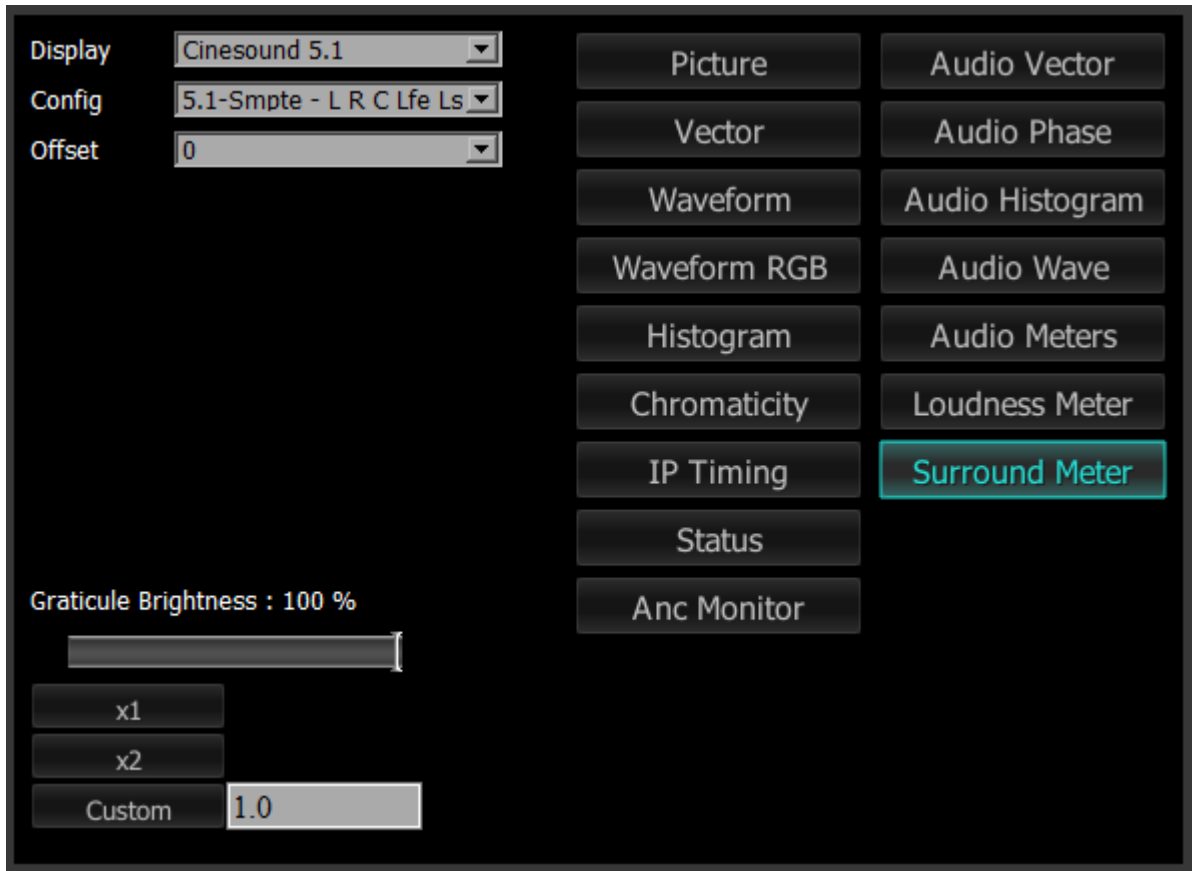 Display Cinesound 5.1
Config 5.1-Smpte - L R C Lfe Ls
Offset 0
Graticule Brightness : 100 %
x1
x2
Custom 1.0
Picture
Vector
Waveform
Waveform RGB
Histogram
Chromaticity
IP Timing
Status
Anc Monitor
Audio Vector
Audio Phase
Audio Histogram
Audio Wave
Audio Meters
Loudness Meter
Surround Meter